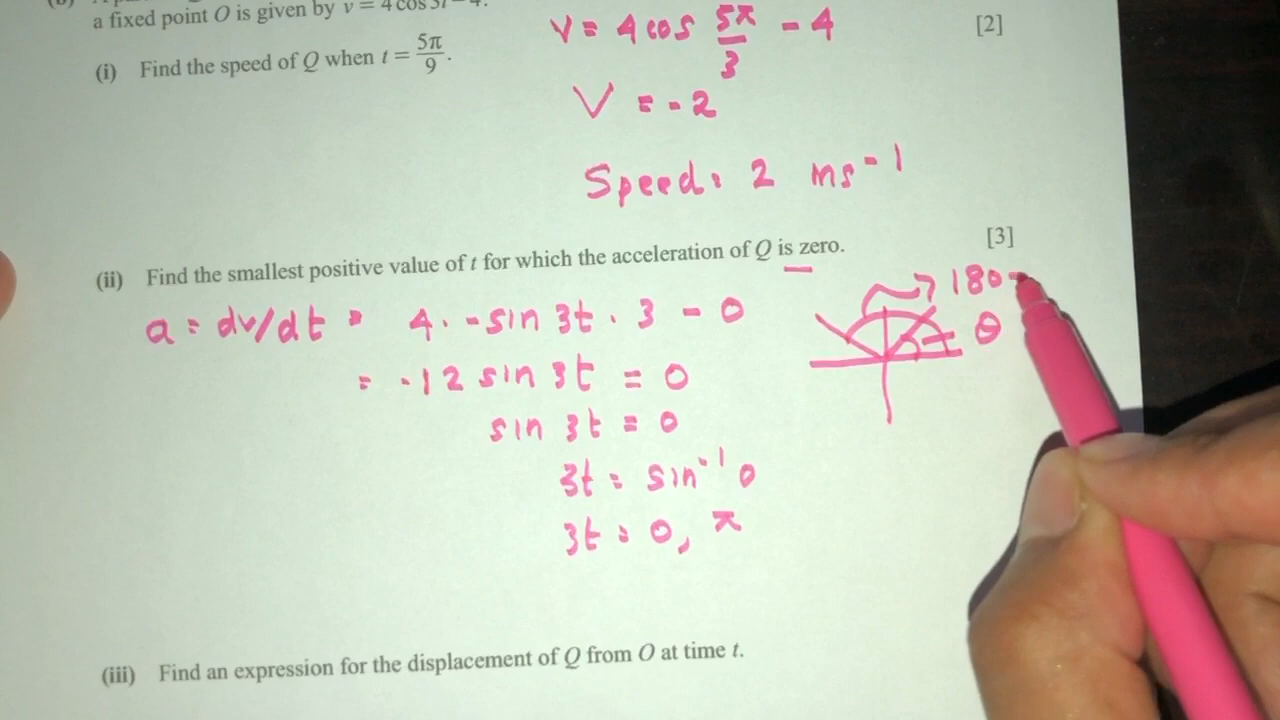 a fixed point O is given by v = 4 cos 3t − 4.
(i) Find the speed of Q when t = 5π/9.
[2]
v = 4 cos 5π/3 - 4
V = -2
Speed: 2 ms⁻¹
(ii) Find the smallest positive value of t for which the acceleration of Q is zero.
[3]
a = dv/dt = 4. -sin 3t . 3 - 0
= -12 sin 3t = 0
sin 3t = 0
3t = sin⁻¹ 0
3t = 0, π
180-
θ
(iii) Find an expression for the displacement of Q from O at time t.